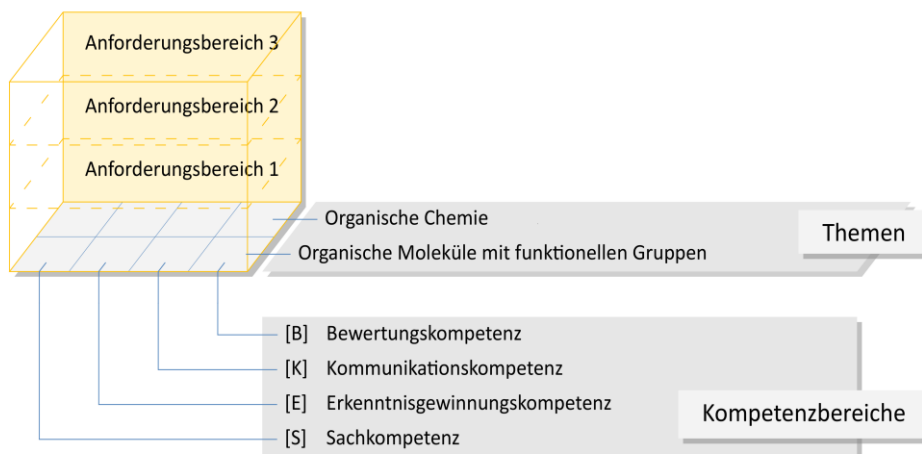 Anforderungsbereich 3
Anforderungsbereich 2
Anforderungsbereich 1
Organische Chemie
Organische Moleküle mit funktionellen Gruppen
Themen
[B] Bewertungskompetenz
[K] Kommunikationskompetenz
[E] Erkenntnisgewinnungskompetenz
[S] Sachkompetenz
Kompetenzbereiche